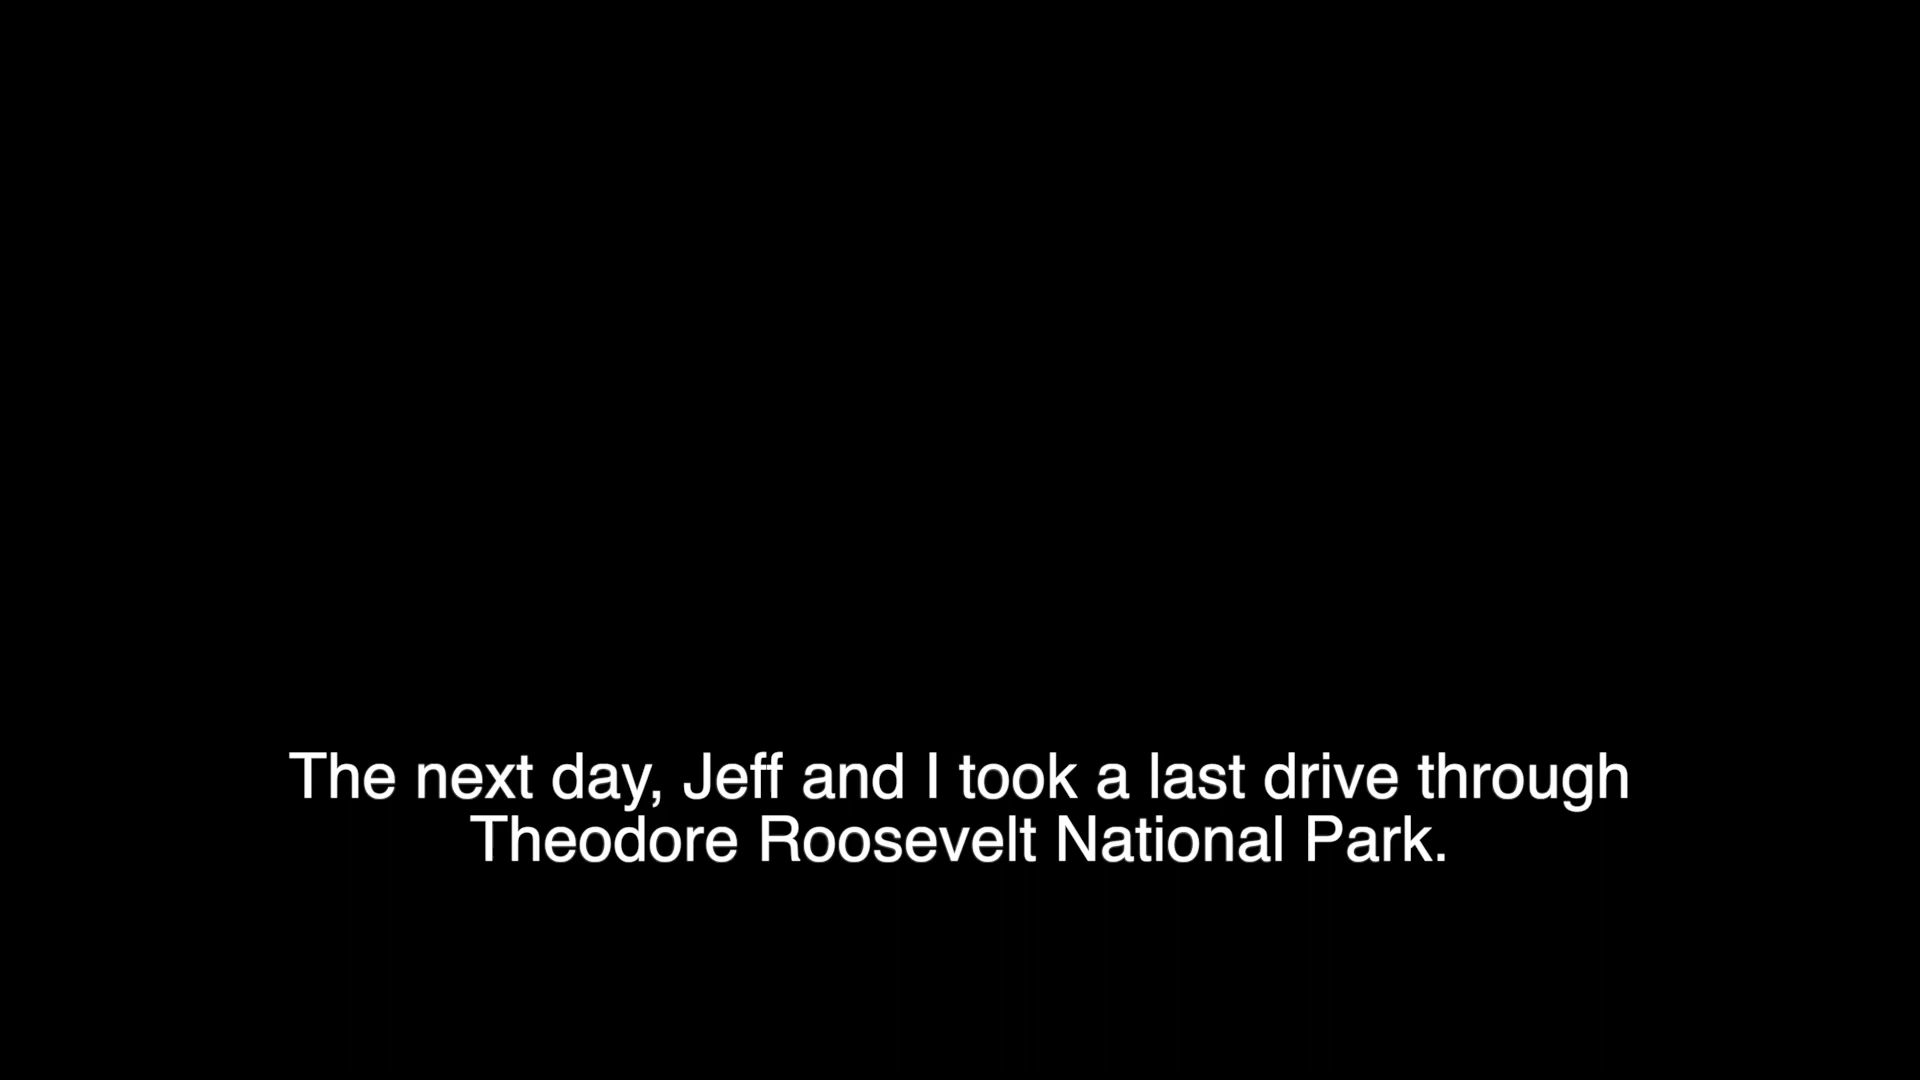 The next day, Jeff and I took a last drive through
Theodore Roosevelt National Park.